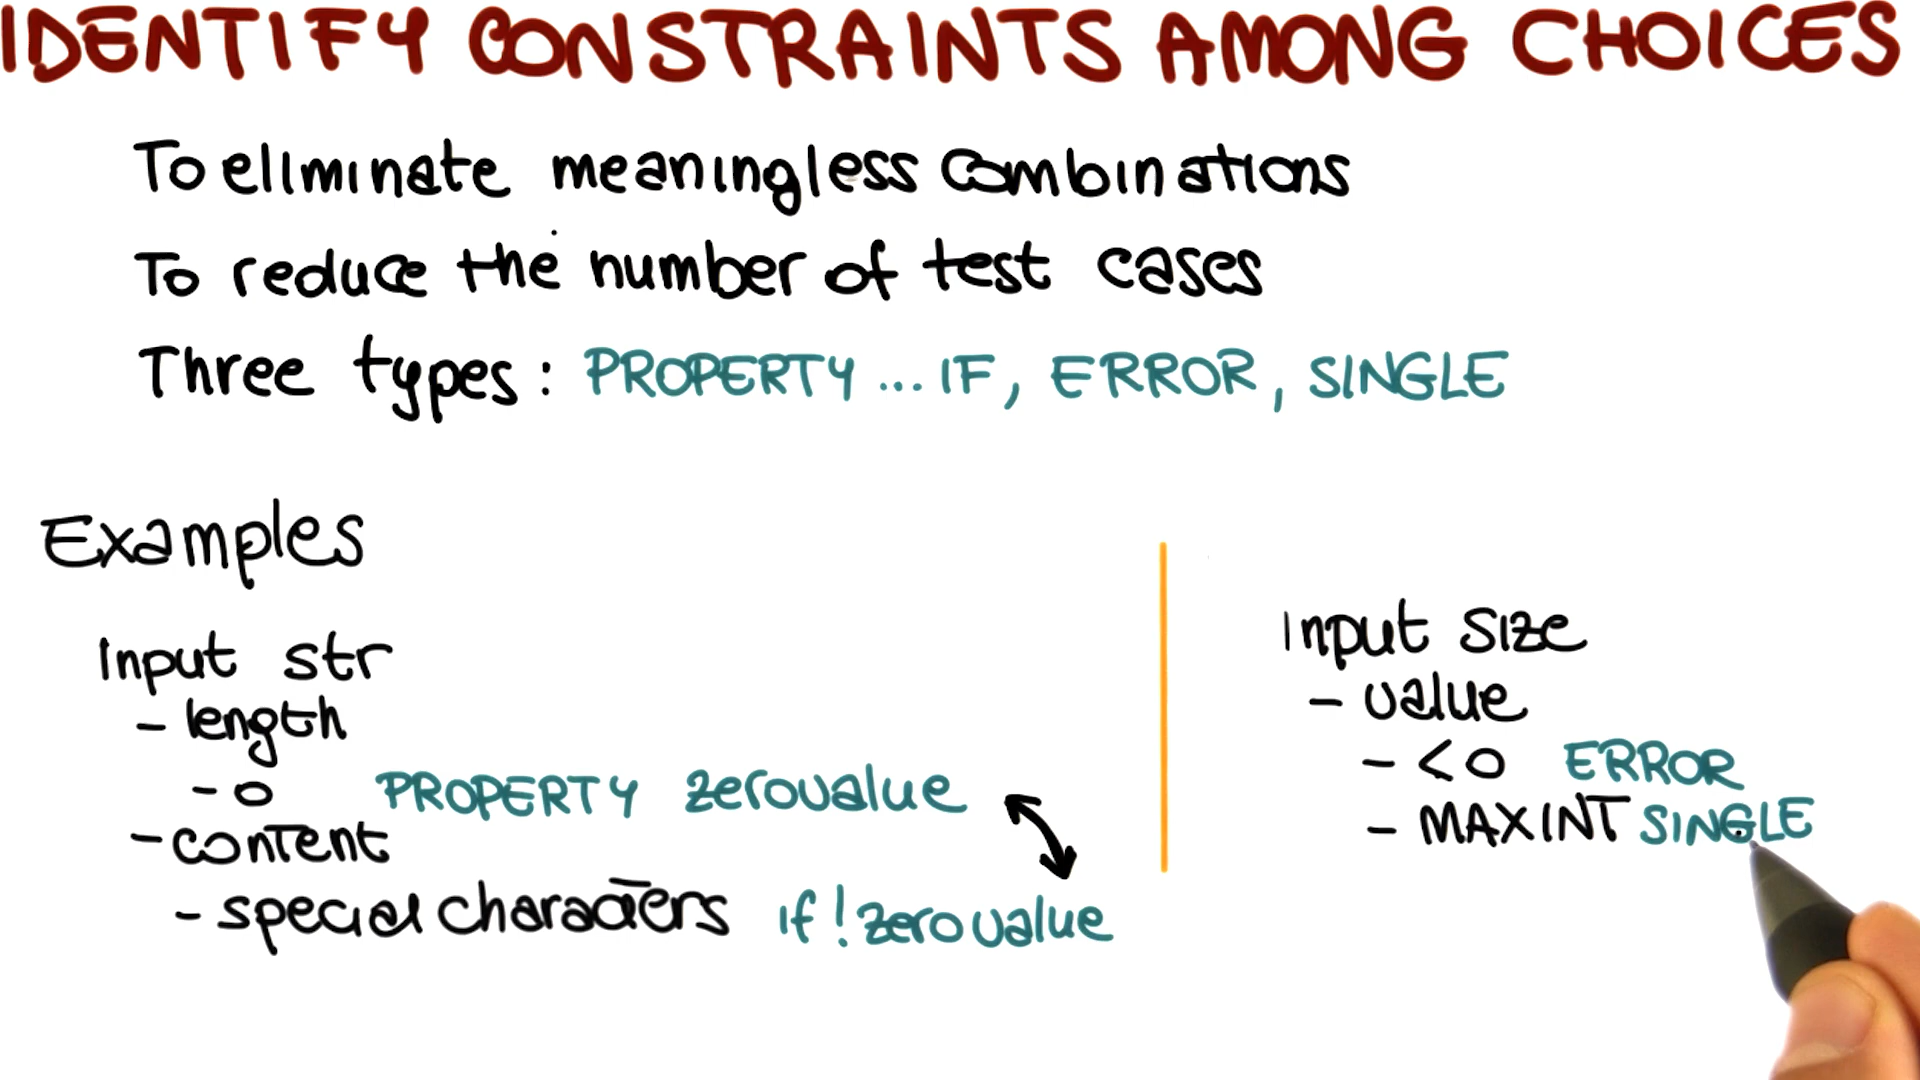 IDENTIFY CONSTRAINTS AMONG CHOICES
To eliminate meaningless combinations
To reduce the number of test cases
Three types: PROPERTY ... IF, ERROR, SINGLE
Examples
Input str
- length
- 0 PROPERTY zerovalue
- content
- special characters if !zerovalue
Input size
- value
- <0 ERROR
- MAXINT SINGLE